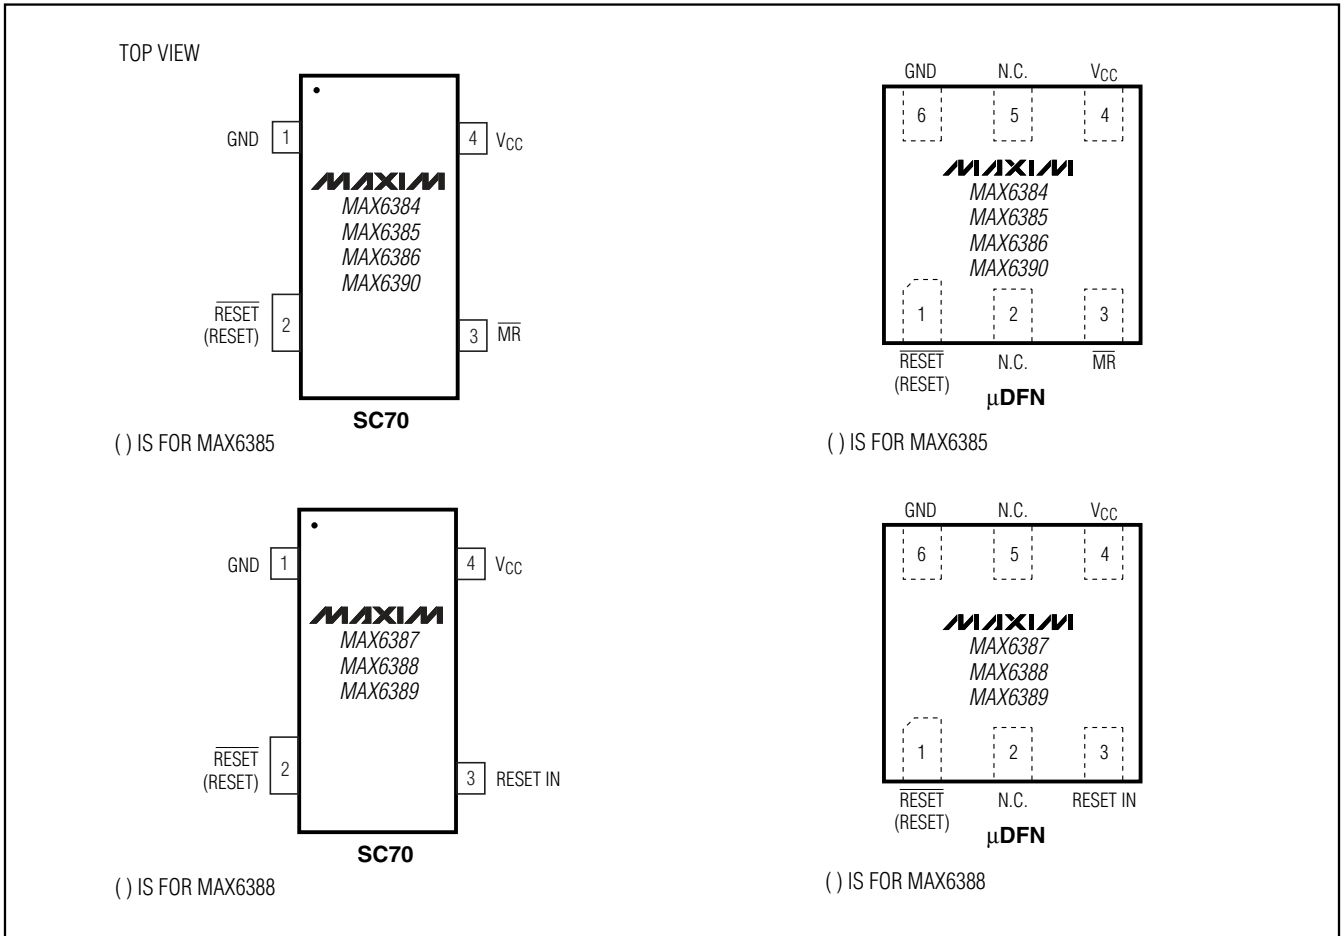 TOP VIEW
GND 1
4 VCC
MAXIM
MAX6384
MAX6385
MAX6386
MAX6390
RESET
(RESET)
2
3 MR
SC70
( ) IS FOR MAX6385
GND N.C. VCC
6 5 4
MAXIM
MAX6384
MAX6385
MAX6386
MAX6390
1 2 3
RESET N.C. MR
(RESET)
µDFN
( ) IS FOR MAX6385
GND 1
4 VCC
MAXIM
MAX6387
MAX6388
MAX6389
RESET
(RESET)
2
3 RESET IN
SC70
( ) IS FOR MAX6388
GND N.C. VCC
6 5 4
MAXIM
MAX6387
MAX6388
MAX6389
1 2 3
RESET N.C. RESET IN
(RESET)
µDFN
( ) IS FOR MAX6388